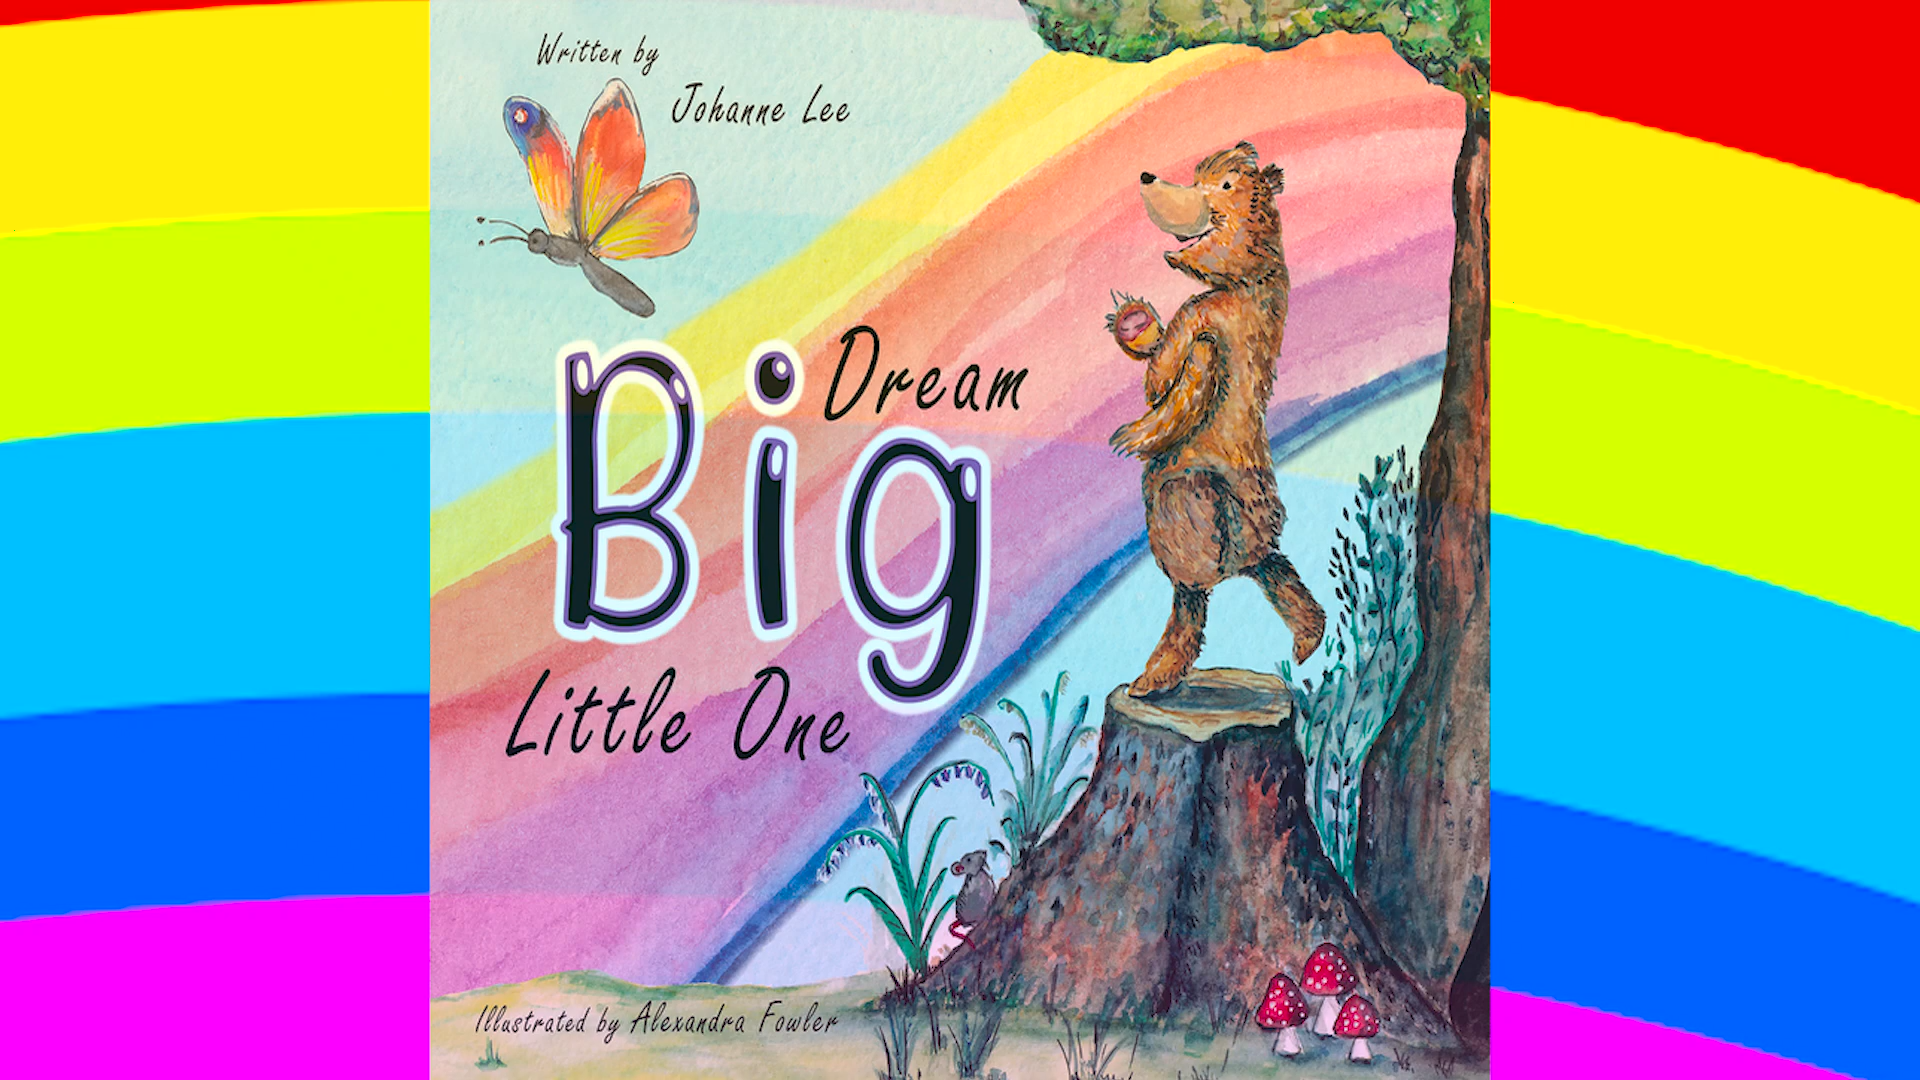 Written by
Johanne Lee
Dream
Big
Little One
Illustrated by Alexandra Fowler